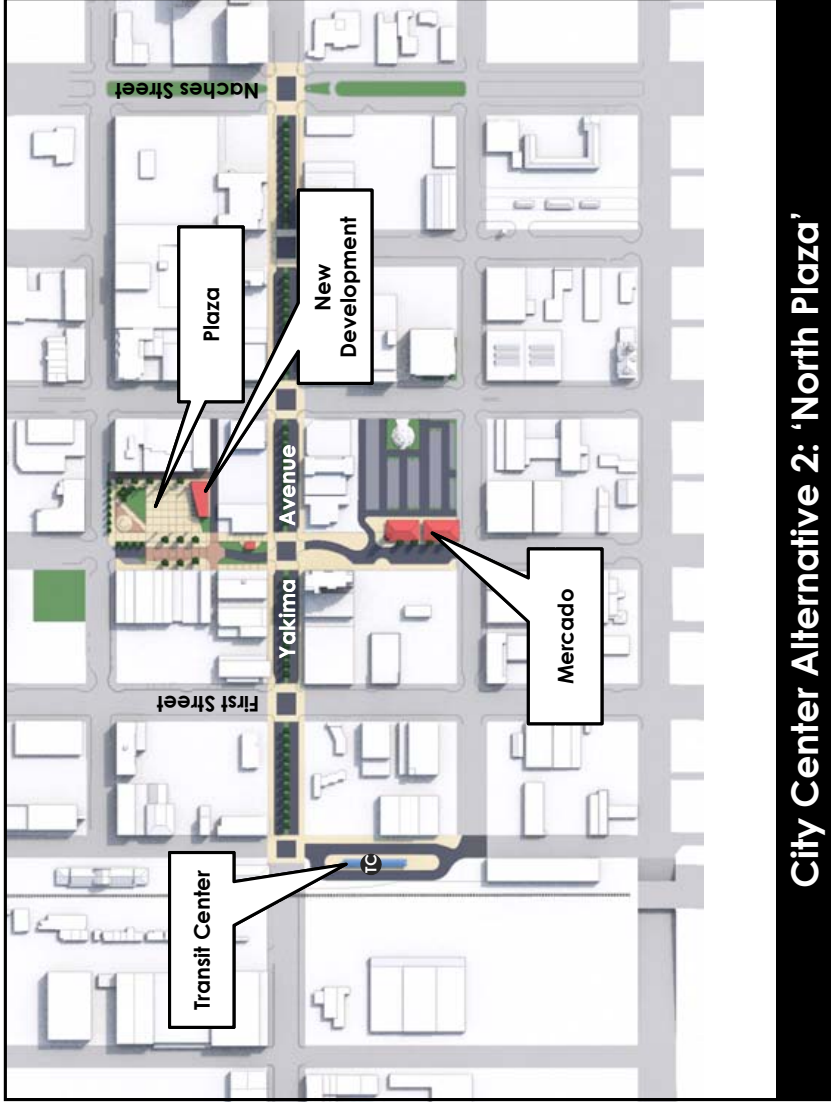 Naches Street
Plaza
New
Development
Yakima Avenue
First Street
Mercado
Transit Center
TC
City Center Alternative 2: ‘North Plaza’